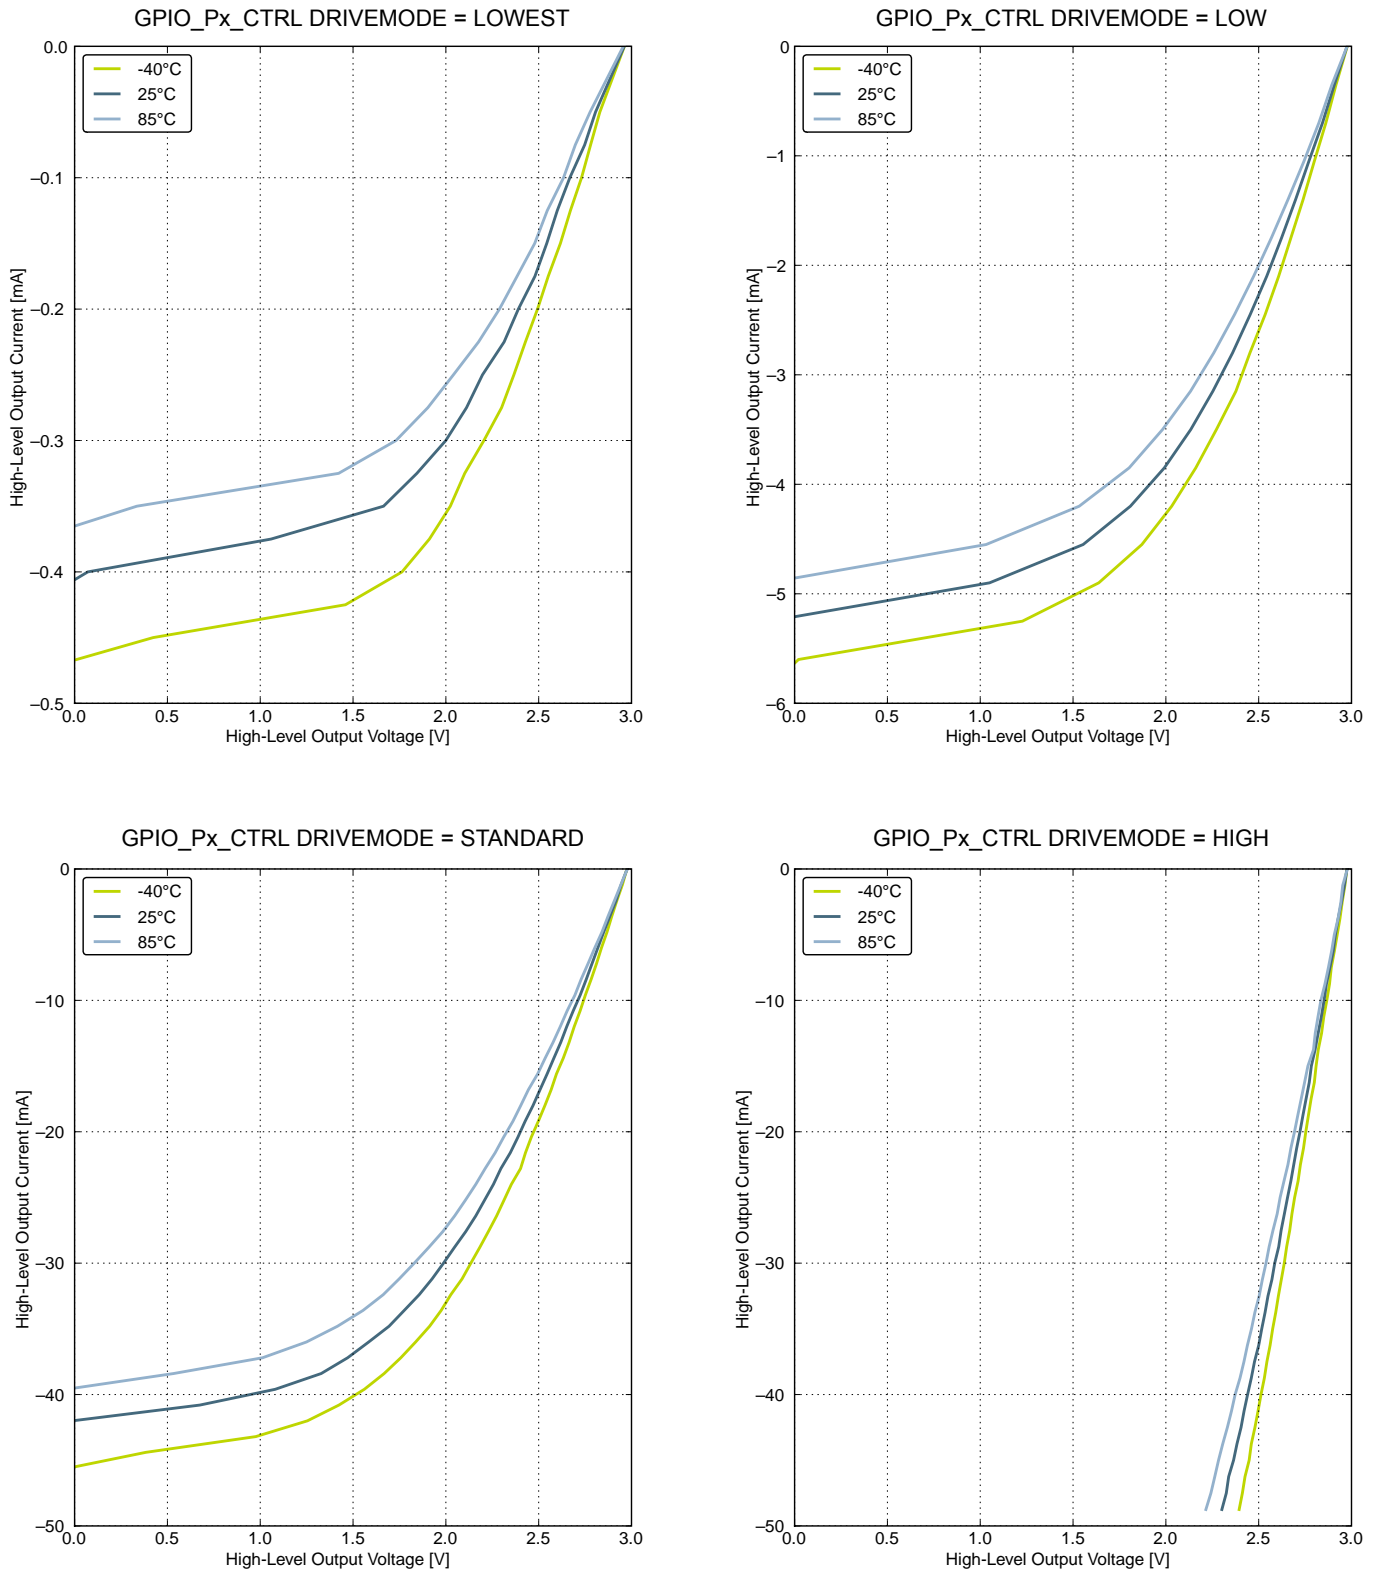 GPIO_Px_CTRL DRIVEMODE = LOWEST
0.0
–0.1
–0.2
–0.3
–0.4
–0.5
High-Level Output Current [mA]
-40°C
25°C
85°C
0.0 0.5 1.0 1.5 2.0 2.5 3.0
High-Level Output Voltage [V]
GPIO_Px_CTRL DRIVEMODE = LOW
0
–1
–2
–3
–4
–5
–6
High-Level Output Current [mA]
-40°C
25°C
85°C
0.0 0.5 1.0 1.5 2.0 2.5 3.0
High-Level Output Voltage [V]
GPIO_Px_CTRL DRIVEMODE = STANDARD
0
–10
–20
–30
–40
–50
High-Level Output Current [mA]
-40°C
25°C
85°C
0.0 0.5 1.0 1.5 2.0 2.5 3.0
High-Level Output Voltage [V]
GPIO_Px_CTRL DRIVEMODE = HIGH
0
–10
–20
–30
–40
–50
High-Level Output Current [mA]
-40°C
25°C
85°C
0.0 0.5 1.0 1.5 2.0 2.5 3.0
High-Level Output Voltage [V]